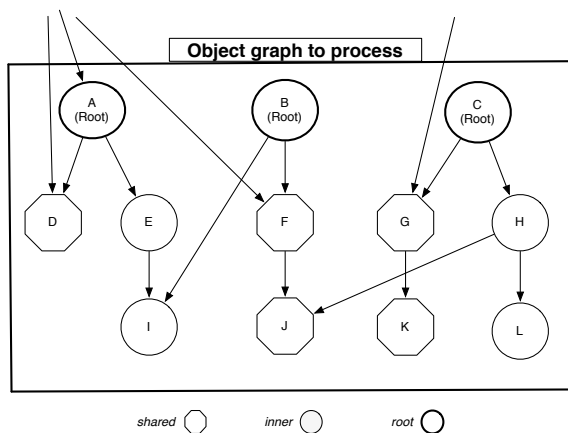 Object graph to process
A
(Root)
B
(Root)
C
(Root)
D
E
F
G
H
I
J
K
L
shared
inner
root